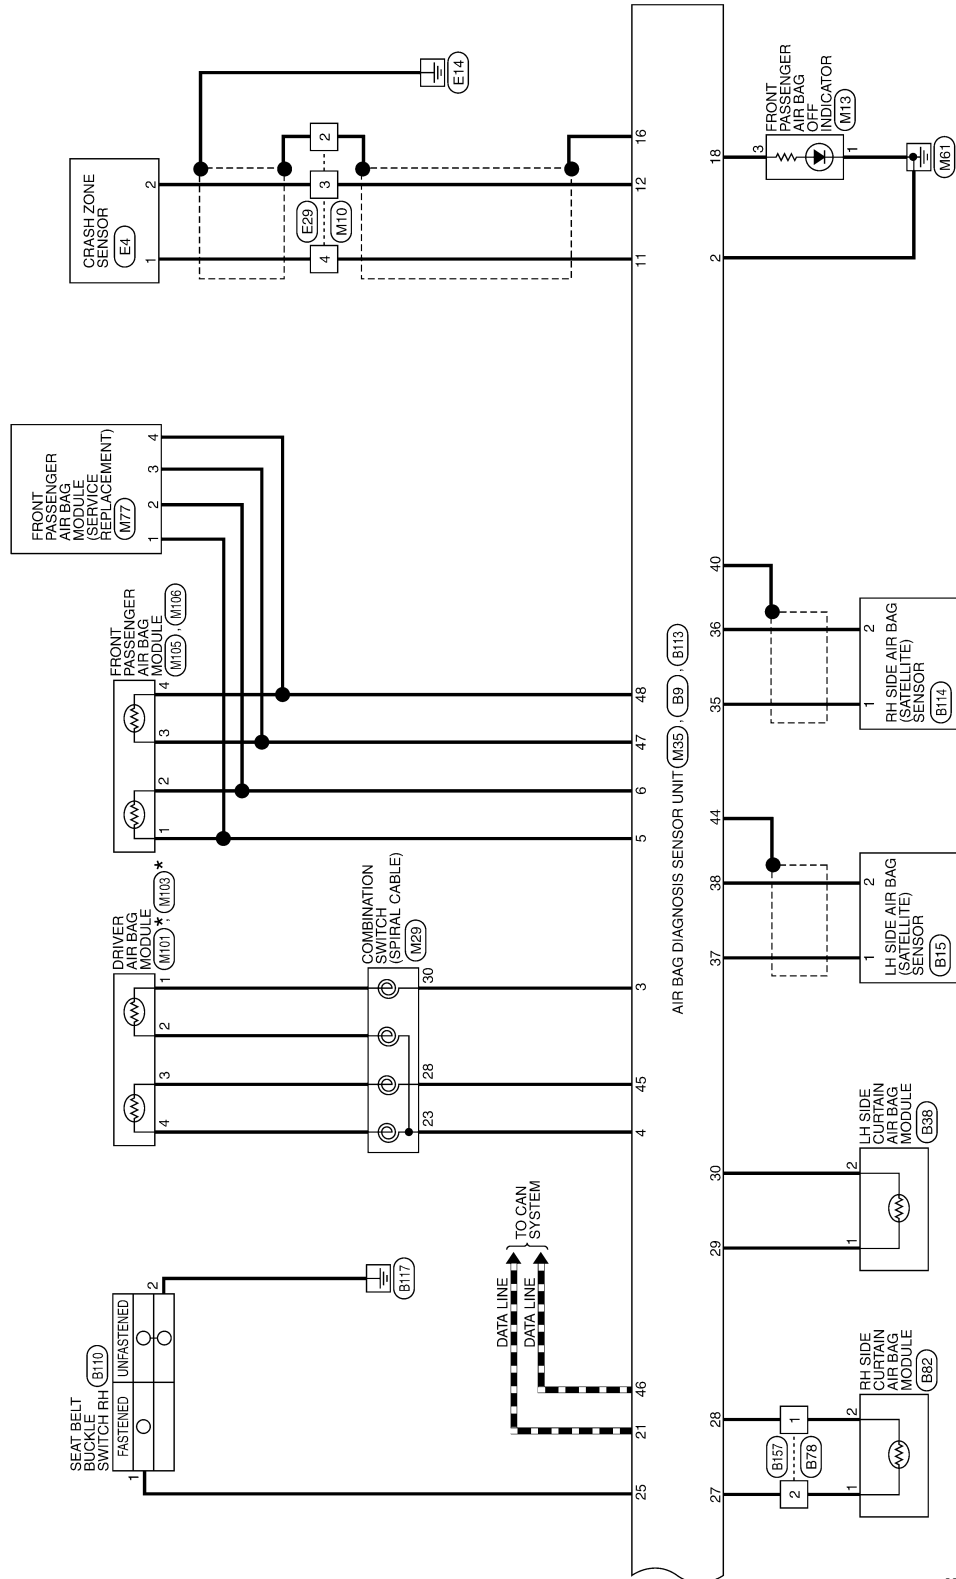 SEAT BELT
BUCKLE
SWITCH RH
B110
FASTENED
UNFASTENED
1
2
B117
DATA LINE
DATA LINE
TO CAN
SYSTEM
DRIVER
AIR BAG
MODULE
M101 * , M103 *
4
3
2
1
COMBINATION
SWITCH
(SPIRAL CABLE)
M29
23
28
30
FRONT
PASSENGER
AIR BAG
MODULE
M105 , M106
1
2
3
4
FRONT
PASSENGER
AIR BAG
MODULE
(SERVICE
REPLACEMENT)
M77
1
2
3
4
CRASH ZONE
SENSOR
E4
1
2
E14
4
3
2
E29
M10
25
21
46
4
45
3
5
6
47
48
11
12
16
AIR BAG DIAGNOSIS SENSOR UNIT M35 , B9 , B113
27
28
29
30
37
38
44
35
36
40
2
18
2
1
B157
B78
1
2
RH SIDE
CURTAIN
AIR BAG
MODULE
B82
1
2
LH SIDE
CURTAIN
AIR BAG
MODULE
B38
1
2
LH SIDE AIR BAG
(SATELLITE)
SENSOR
B15
1
2
RH SIDE AIR BAG
(SATELLITE)
SENSOR
B114
FRONT
PASSENGER
AIR BAG
OFF
INDICATOR
M13
3
1
M61